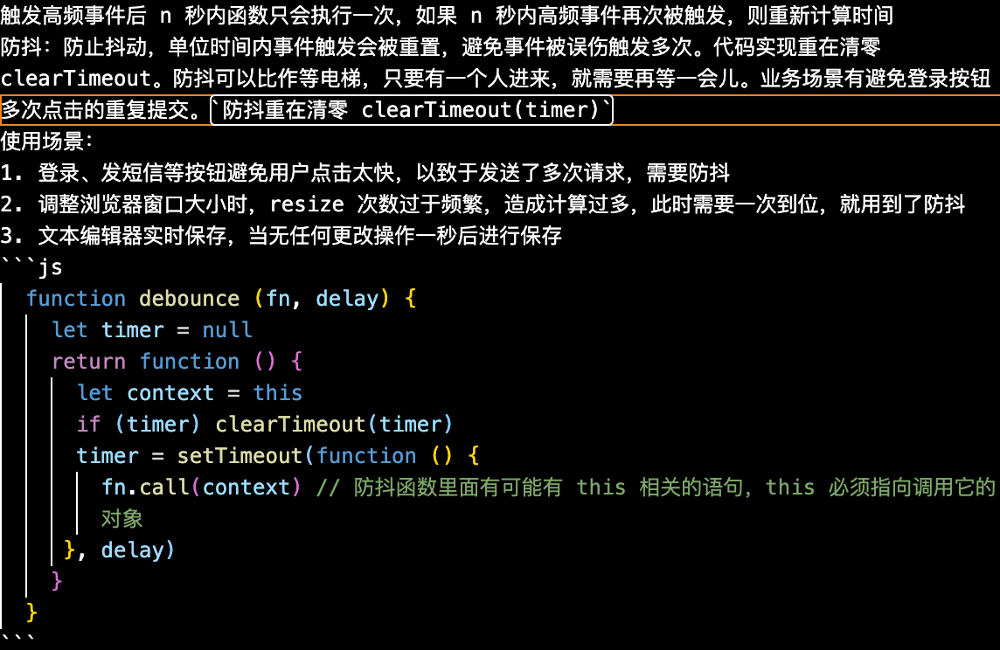 触发高频事件后 n 秒内函数只会执行一次，如果 n 秒内高频事件再次被触发，则重新计算时间
防抖：防止抖动，单位时间内事件触发会被重置，避免事件被误伤触发多次。代码实现重在清零
clearTimeout。防抖可以比作等电梯，只要有一个人进来，就需要再等一会儿。业务场景有避免登录按钮
多次点击的重复提交。`防抖重在清零 clearTimeout(timer)`
使用场景：
1. 登录、发短信等按钮避免用户点击太快，以致于发送了多次请求，需要防抖
2. 调整浏览器窗口大小时，resize 次数过于频繁，造成计算过多，此时需要一次到位，就用到了防抖
3. 文本编辑器实时保存，当无任何更改操作一秒后进行保存
```js
function debounce (fn, delay) {
let timer = null
return function () {
let context = this
if (timer) clearTimeout(timer)
timer = setTimeout(function () {
fn.call(context) // 防抖函数里面有可能有 this 相关的语句，this 必须指向调用它的
对象
}, delay)
}
}
```